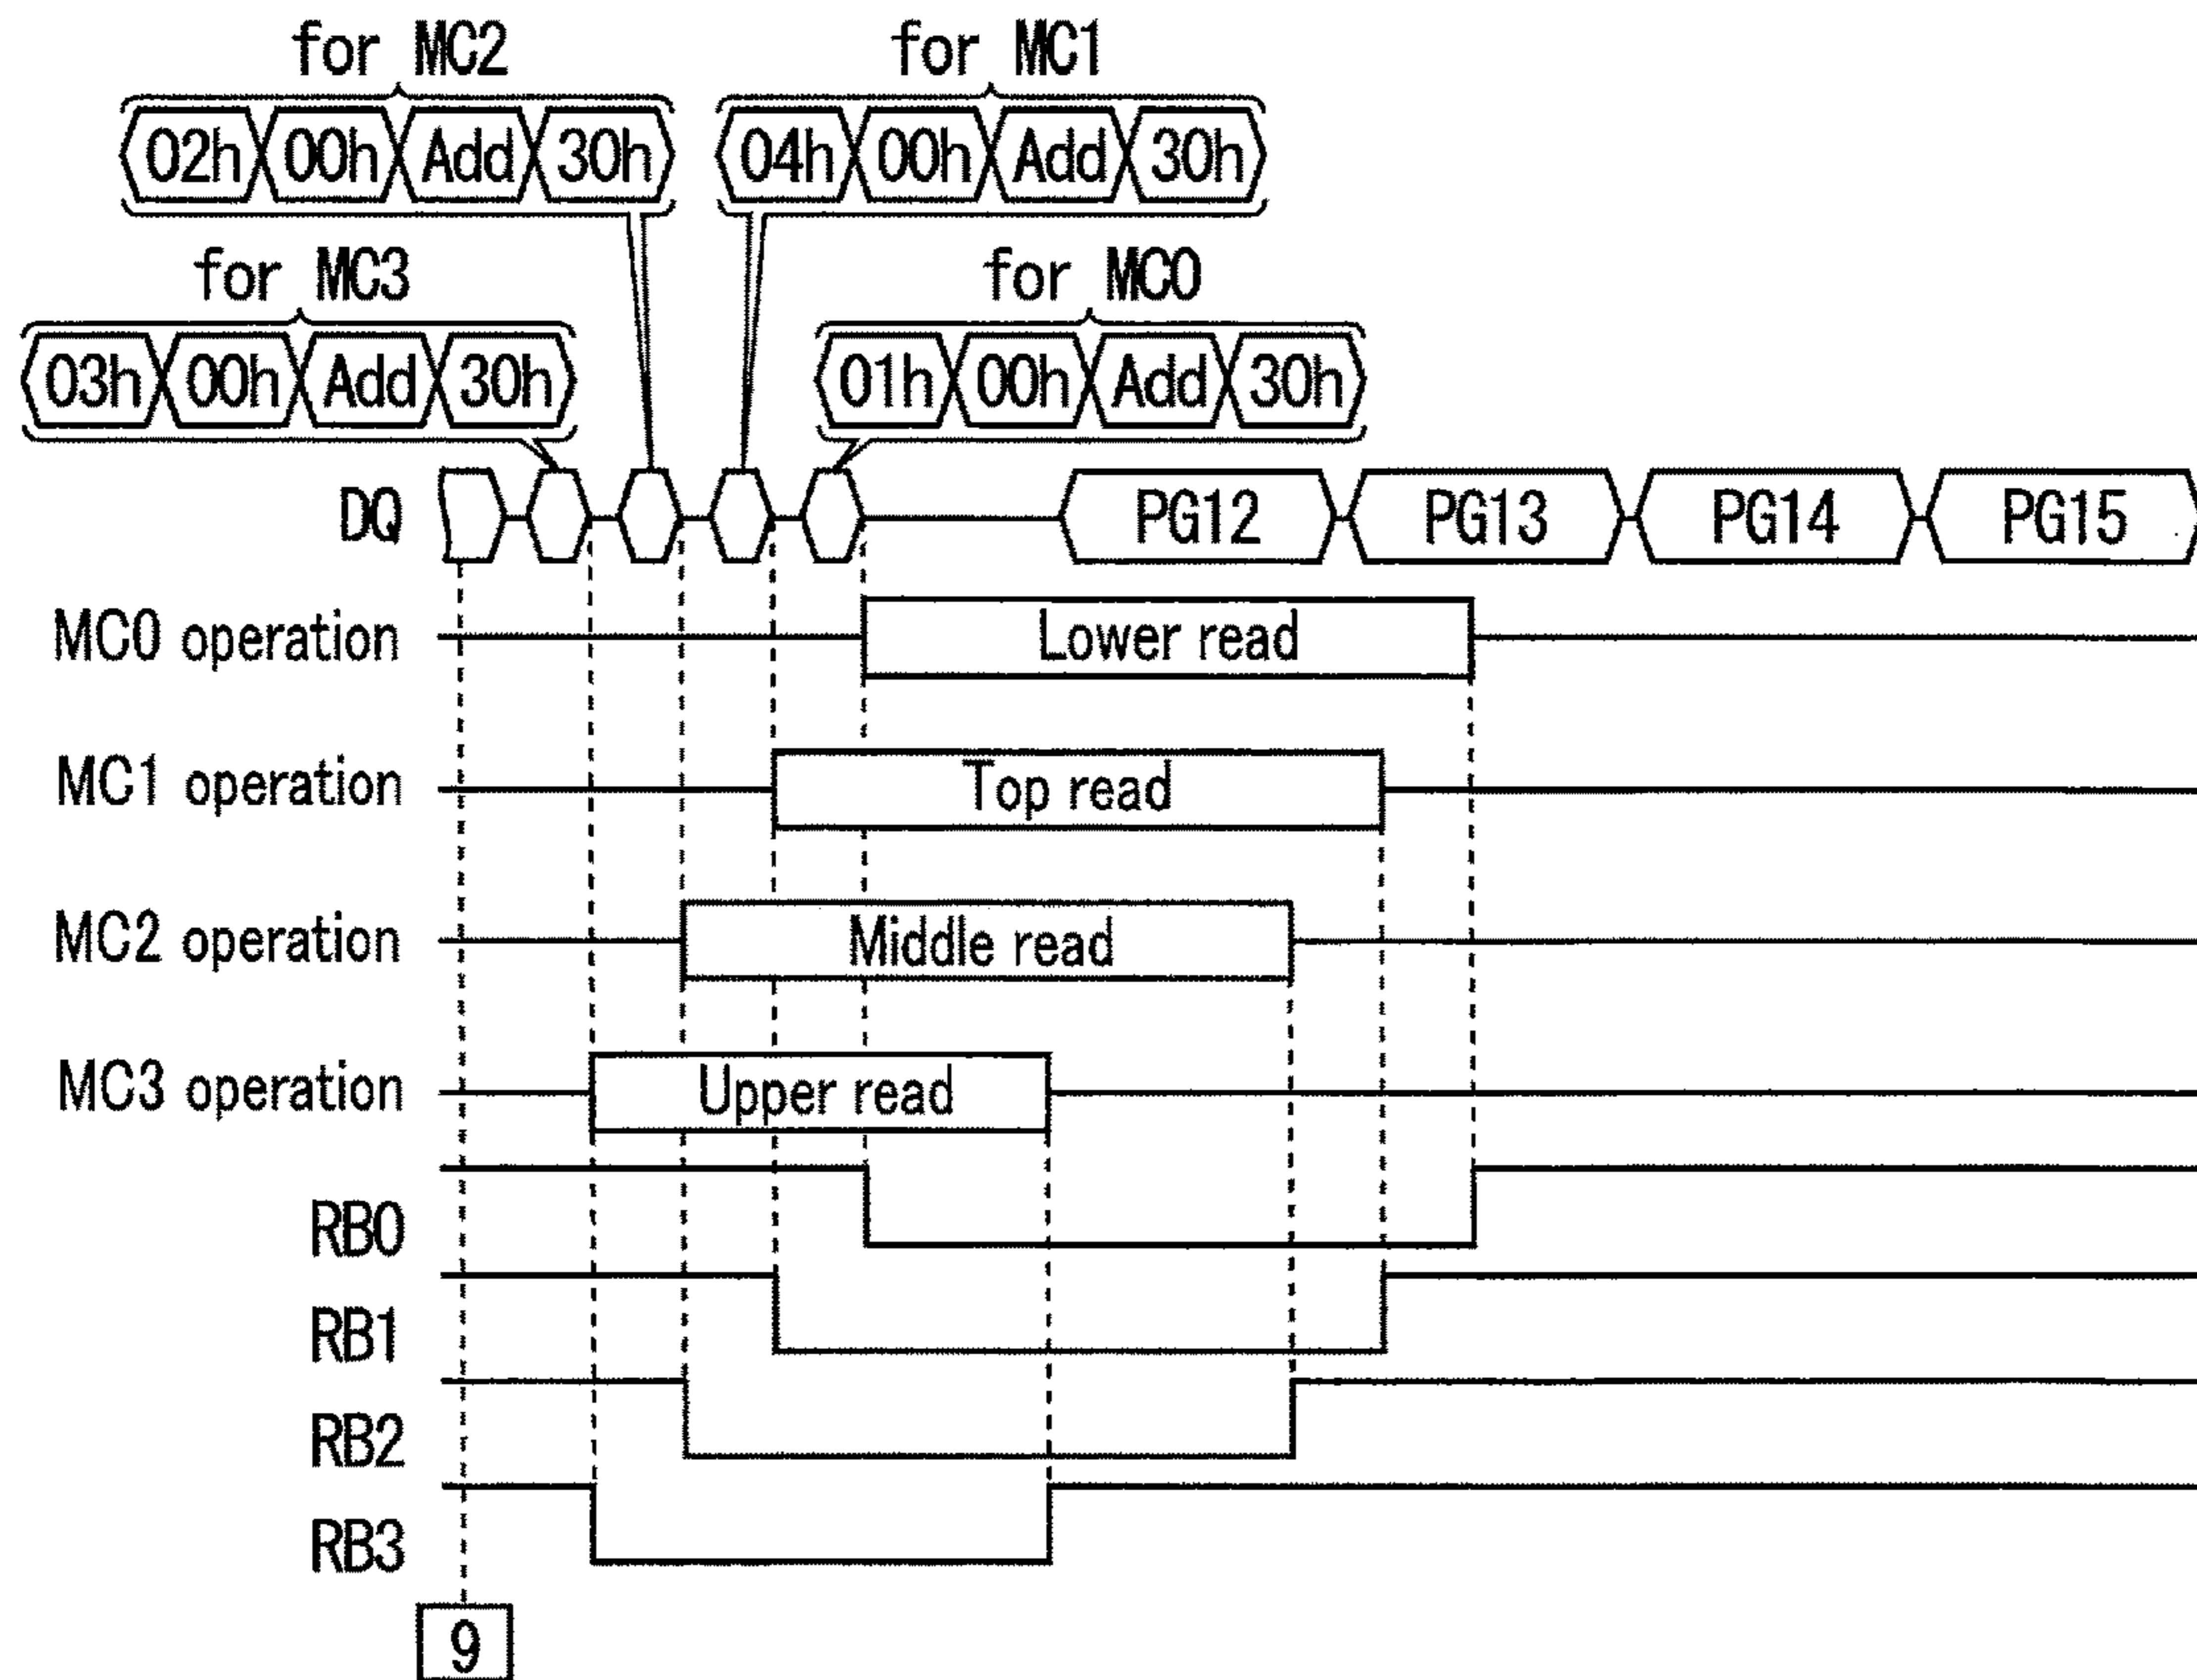 for MC2 for MC1
02h 00h Add 30h 04h 00h Add 30h
for MC3 for MC0
03h 00h Add 30h 01h 00h Add 30h
DQ PG12 PG13 PG14 PG15
MC0 operation Lower read
MC1 operation Top read
MC2 operation Middle read
MC3 operation Upper read
RB0
RB1
RB2
RB3
9